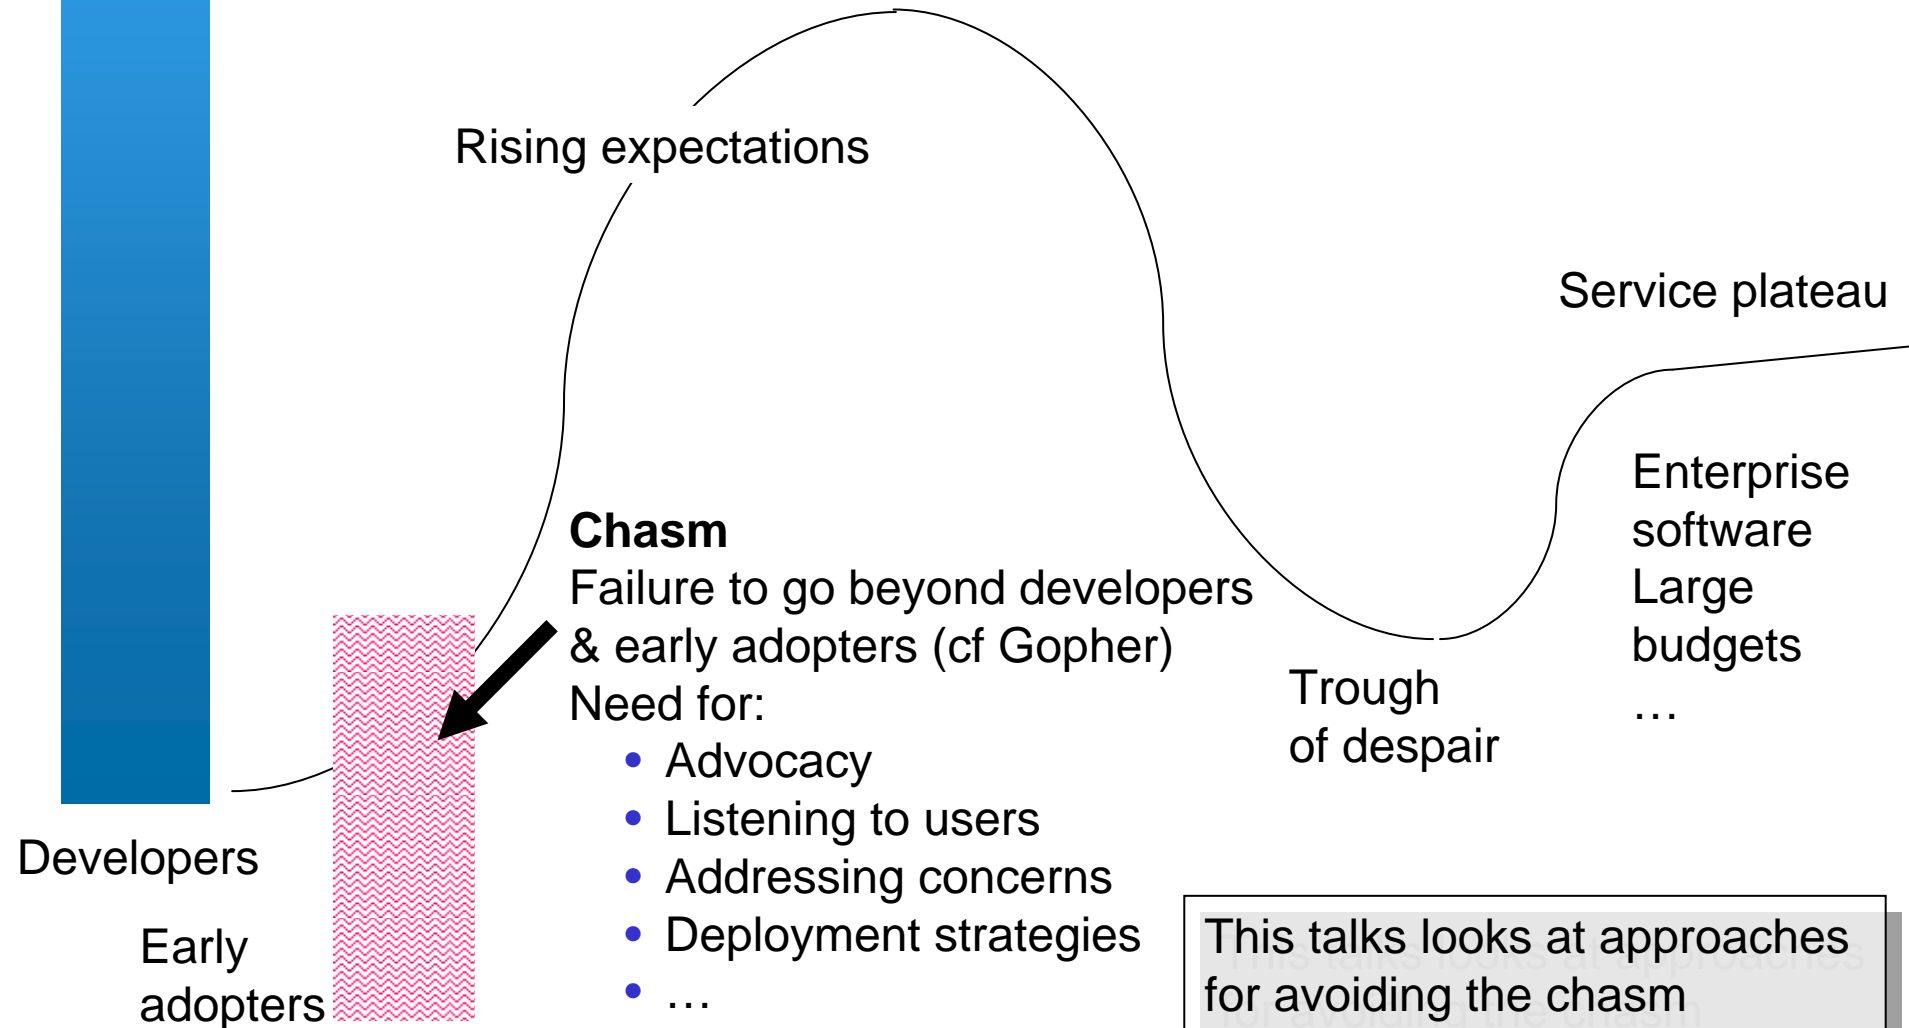 Rising expectations
Service plateau
Enterprise
software
Large
budgets
…
Chasm
Failure to go beyond developers
& early adopters (cf Gopher)
Need for:
• Advocacy
• Listening to users
• Addressing concerns
• Deployment strategies
• …
Trough
of despair
Developers
Early
adopters
This talks looks at approaches
for avoiding the chasm